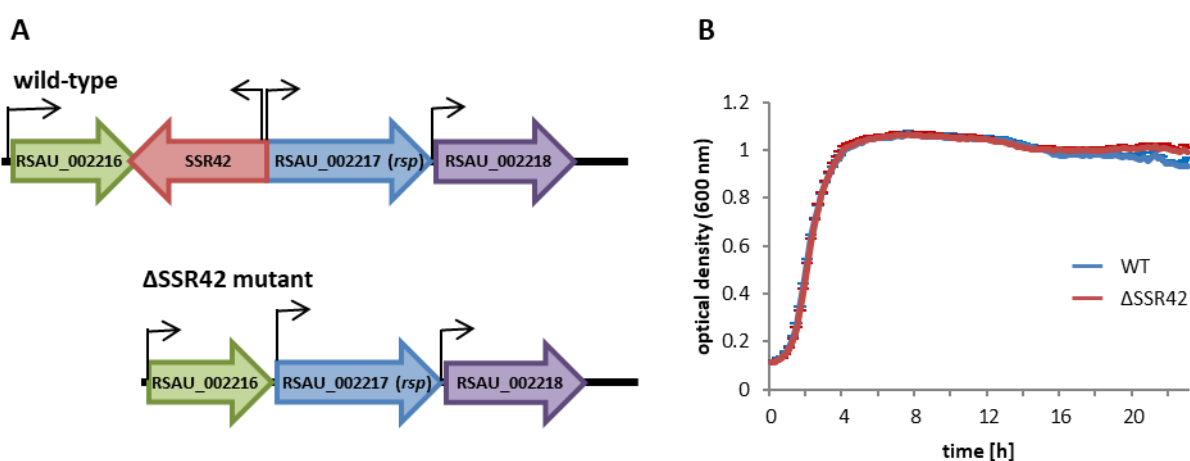 A
wild-type
RSAU_002216
SSR42
RSAU_002217 (rsp)
RSAU_002218
ΔSSR42 mutant
RSAU_002216
RSAU_002217 (rsp)
RSAU_002218
B
optical density (600 nm)
1.2
1
0.8
0.6
0.4
0.2
0
0
4
8
12
16
20
time [h]
WT
ΔSSR42